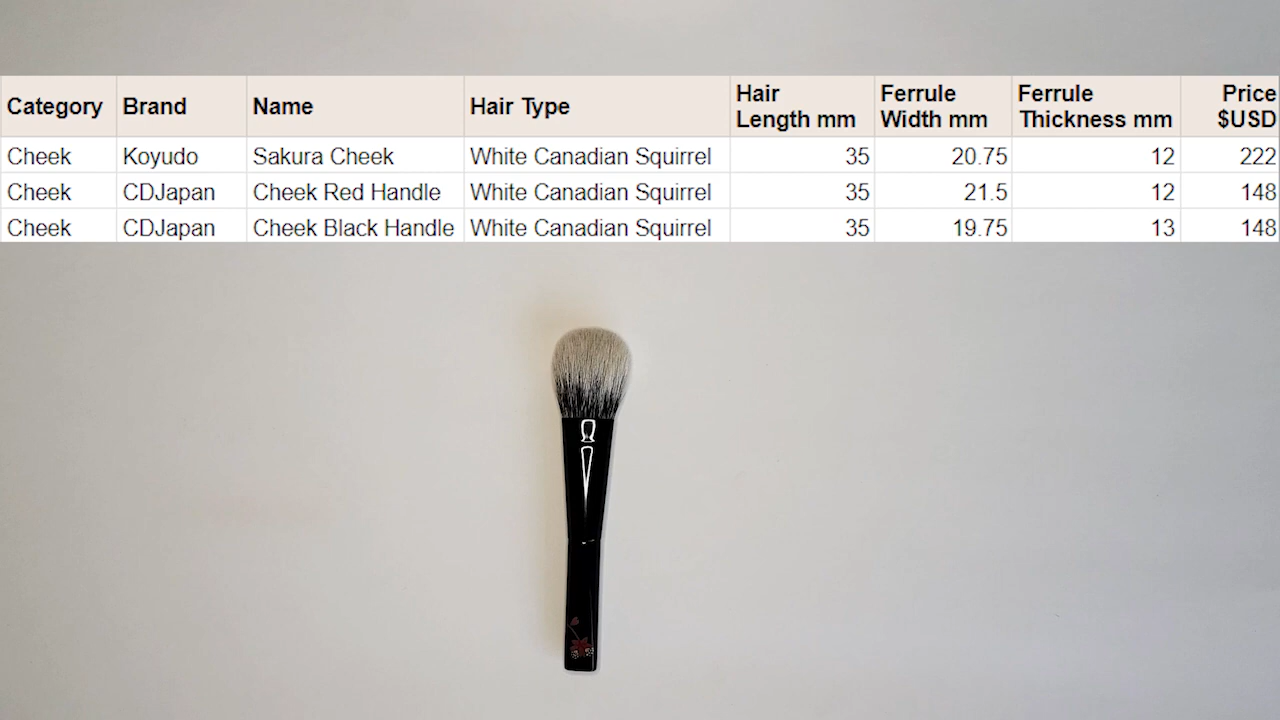 Category Brand Name Hair Type Hair Length mm Ferrule Width mm Ferrule Thickness mm Price $USD
Cheek Koyudo Sakura Cheek White Canadian Squirrel 35 20.75 12 222
Cheek CDJapan Cheek Red Handle White Canadian Squirrel 35 21.5 12 148
Cheek CDJapan Cheek Black Handle White Canadian Squirrel 35 19.75 13 148